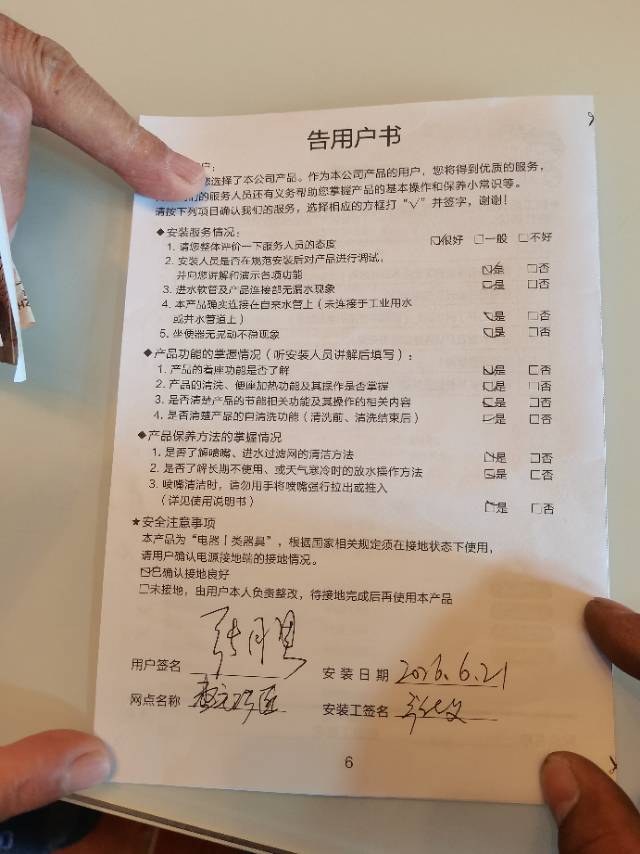 告用户书
户:
您选择了本公司产品。作为本公司产品的用户,您将得到优质的服务,
们的服务人员还有义务帮助您掌握产品的基本操作和保养小常识等。
请按下列项目确认我们的服务,选择相应的方框打“√”并签字,谢谢!
◆安装服务情况:
1. 请您整体评价一下服务人员的态度 ☑很好 □一般 □不好
2. 安装人员是否在规范安装后对产品进行调试,
并向您讲解和演示各项功能 ☑是 □否
3. 进水软管及产品连接部无漏水现象 ☑是 □否
4. 本产品确实连接在自来水管上(未连接于工业用水
或井水管道上) ☑是 □否
5. 坐便器无晃动不稳现象 ☑是 □否
◆产品功能的掌握情况(听安装人员讲解后填写):
1. 产品的着座功能是否了解 ☑是 □否
2. 产品的清洗、便座加热功能及其操作是否掌握 ☑是 □否
3. 是否清楚产品的节能相关功能及其操作的相关内容 ☑是 □否
4. 是否清楚产品的自清洗功能(清洗前、清洗结束后) ☑是 □否
◆产品保养方法的掌握情况
1. 是否了解喷嘴、进水过滤网的清洁方法 ☑是 □否
2. 是否了解长期不使用、或天气寒冷时的放水操作方法 ☑是 □否
3. 喷嘴清洁时,请勿用手将喷嘴强行拉出或推入
(详见使用说明书) ☑是 □否
★安全注意事项
本产品为“电器Ⅰ类器具”,根据国家相关规定须在接地状态下使用,
请用户确认电源接地端的接地情况。
☑已确认接地良好
□未接地,由用户本人负责整改,待接地完成后再使用本产品
用户签名 安装日期 2026.6.21
网点名称 安装工签名
6